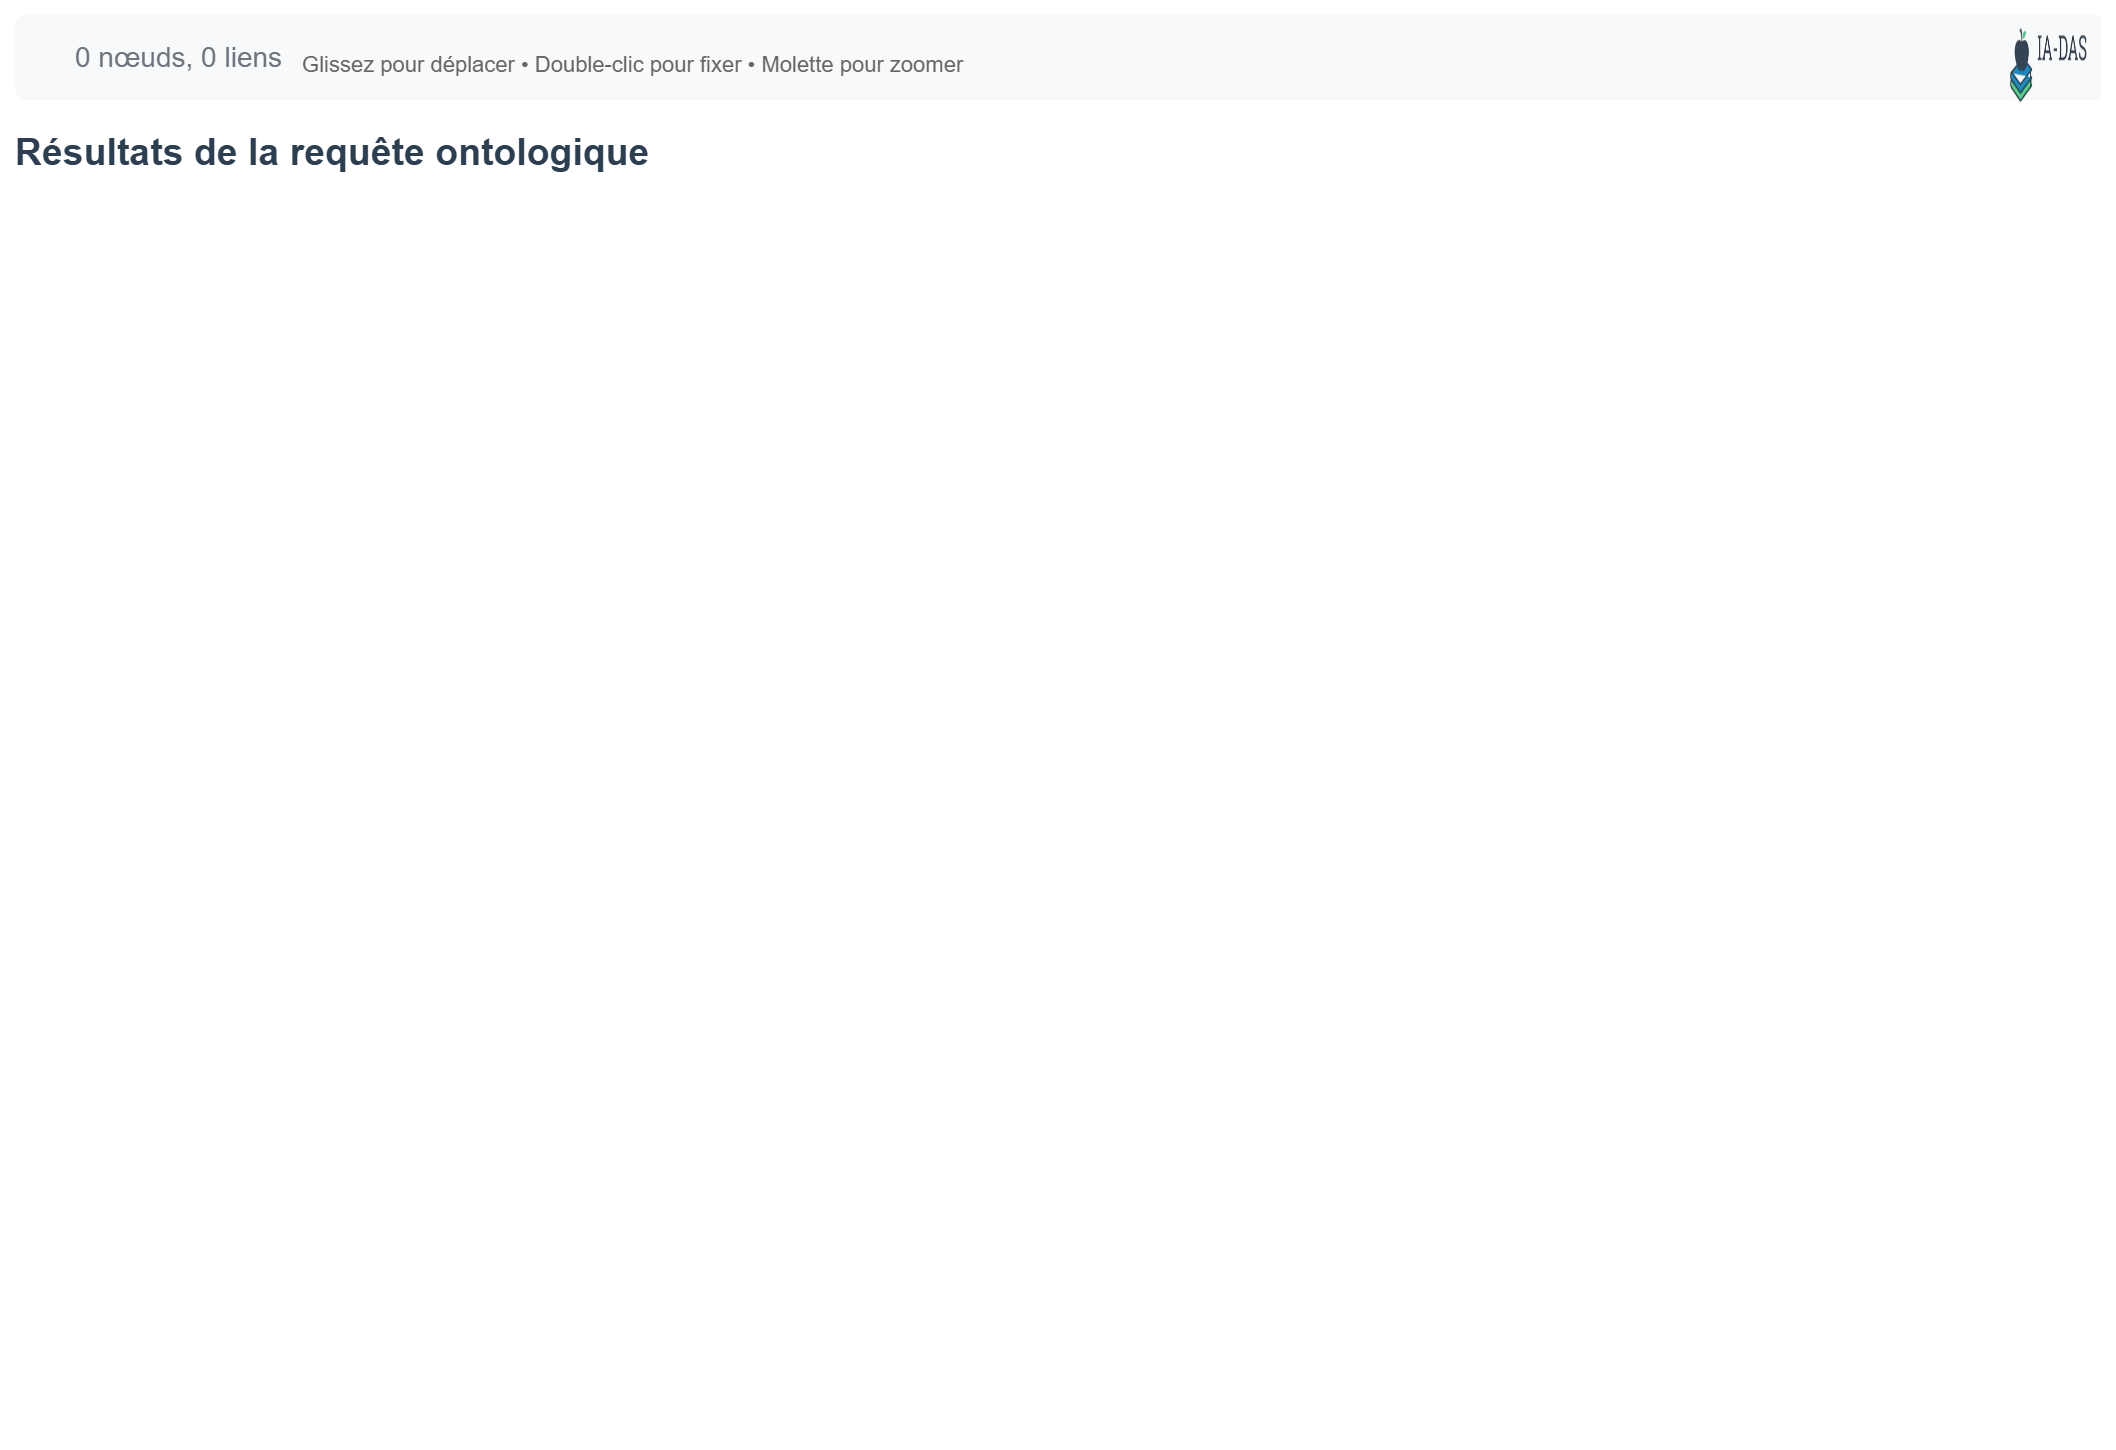 0 nœuds, 0 liens Glissez pour déplacer • Double-clic pour fixer • Molette pour zoomer
IA-DAS
Résultats de la requête ontologique